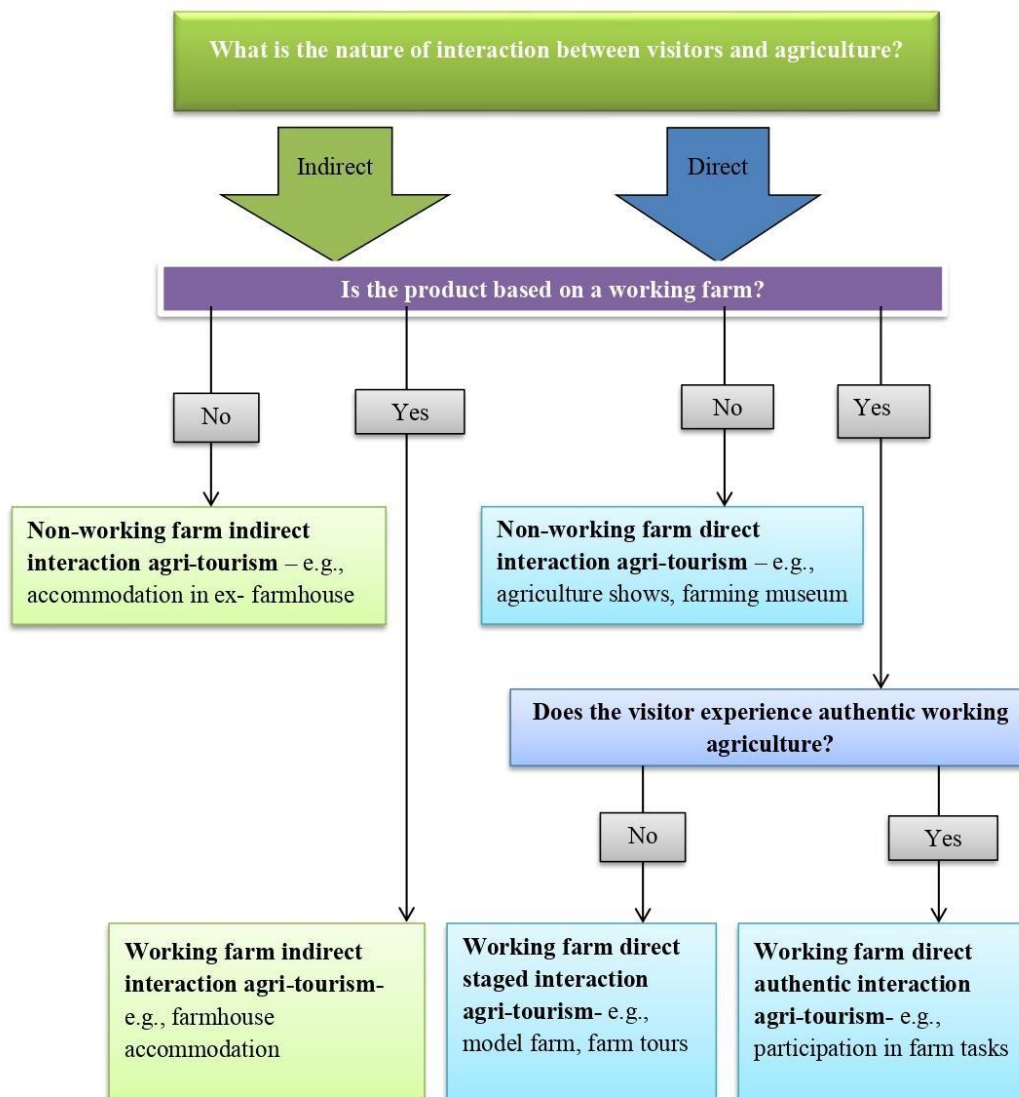 What is the nature of interaction between visitors and agriculture?
Indirect
Direct
Is the product based on a working farm?
No
Yes
No
Yes
Non-working farm indirect
interaction agri-tourism – e.g.,
accommodation in ex- farmhouse
Non-working farm direct
interaction agri-tourism – e.g.,
agriculture shows, farming museum
Does the visitor experience authentic working
agriculture?
No
Yes
Working farm indirect
interaction agri-tourism-
e.g., farmhouse
accommodation
Working farm direct
staged interaction
agri-tourism- e.g.,
model farm, farm tours
Working farm direct
authentic interaction
agri-tourism- e.g.,
participation in farm tasks